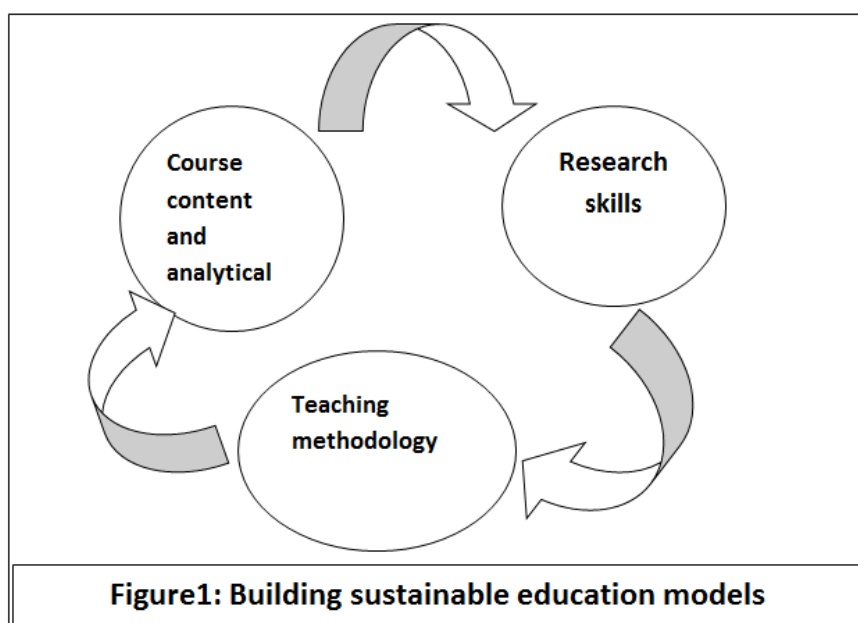 Course
content
and
analytical
Research
skills
Teaching
methodology
Figure1: Building sustainable education models